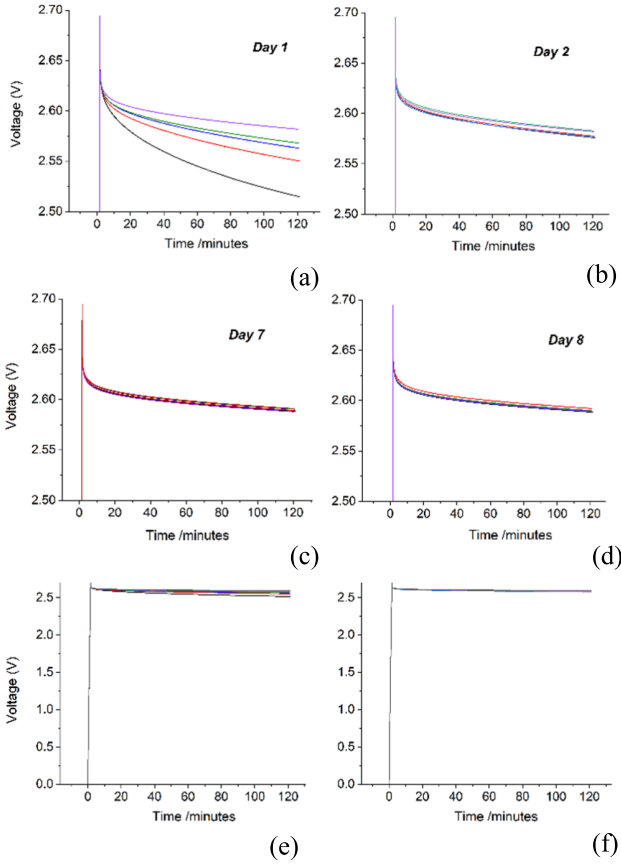 Day 1
Voltage (V)
2.70
2.65
2.60
2.55
2.50
0 20 40 60 80 100 120
Time /minutes
(a)
Day 2
2.70
2.65
2.60
2.55
2.50
0 20 40 60 80 100 120
Time /minutes
(b)
Day 7
Voltage (V)
2.70
2.65
2.60
2.55
2.50
0 20 40 60 80 100 120
Time /minutes
(c)
Day 8
2.70
2.65
2.60
2.55
2.50
0 20 40 60 80 100 120
Time /minutes
(d)
Voltage (V)
2.5
2.0
1.5
1.0
0.5
0.0
0 20 40 60 80 100 120
Time /minutes
(e)
2.5
2.0
1.5
1.0
0.5
0.0
0 20 40 60 80 100 120
Time /minutes
(f)